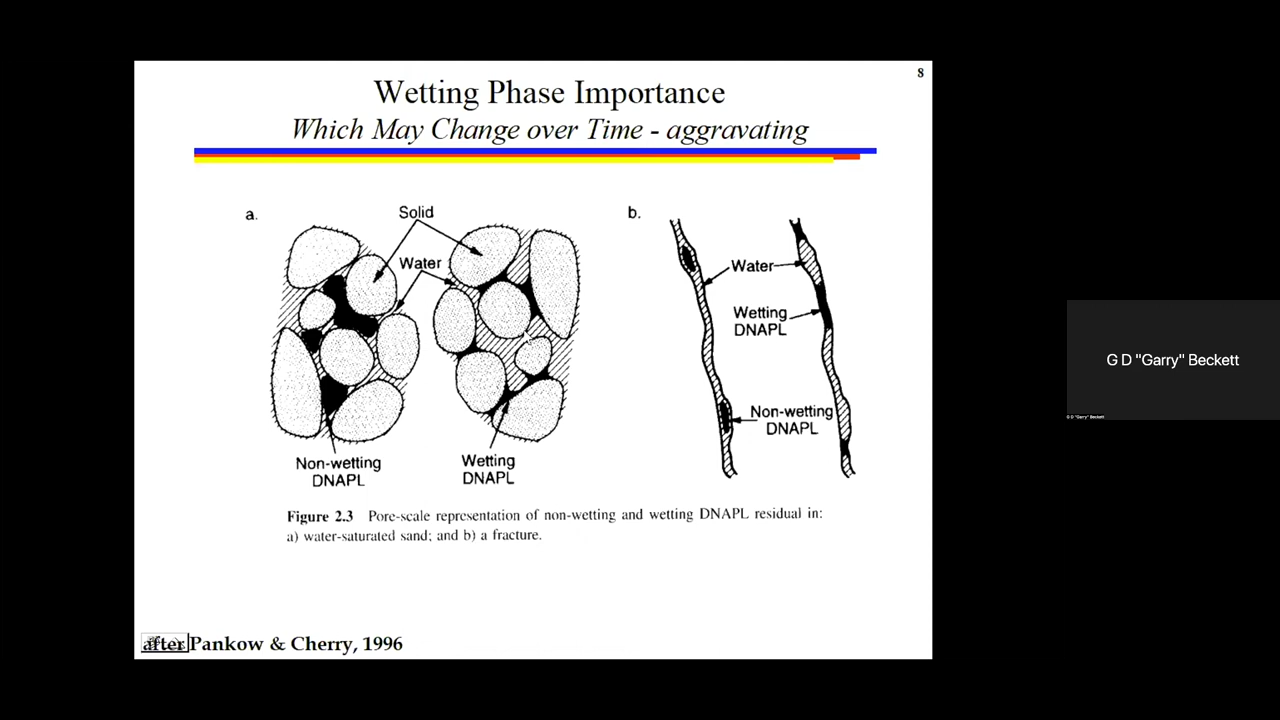 8
Wetting Phase Importance
Which May Change over Time - aggravating
a.
Solid
Water
Non-wetting
DNAPL
Wetting
DNAPL
b.
Water
Wetting
DNAPL
Non-wetting
DNAPL
Figure 2.3 Pore-scale representation of non-wetting and wetting DNAPL residual in:
a) water-saturated sand; and b) a fracture.
after Pankow & Cherry, 1996
G D "Garry" Beckett
G D "Garry" Beckett